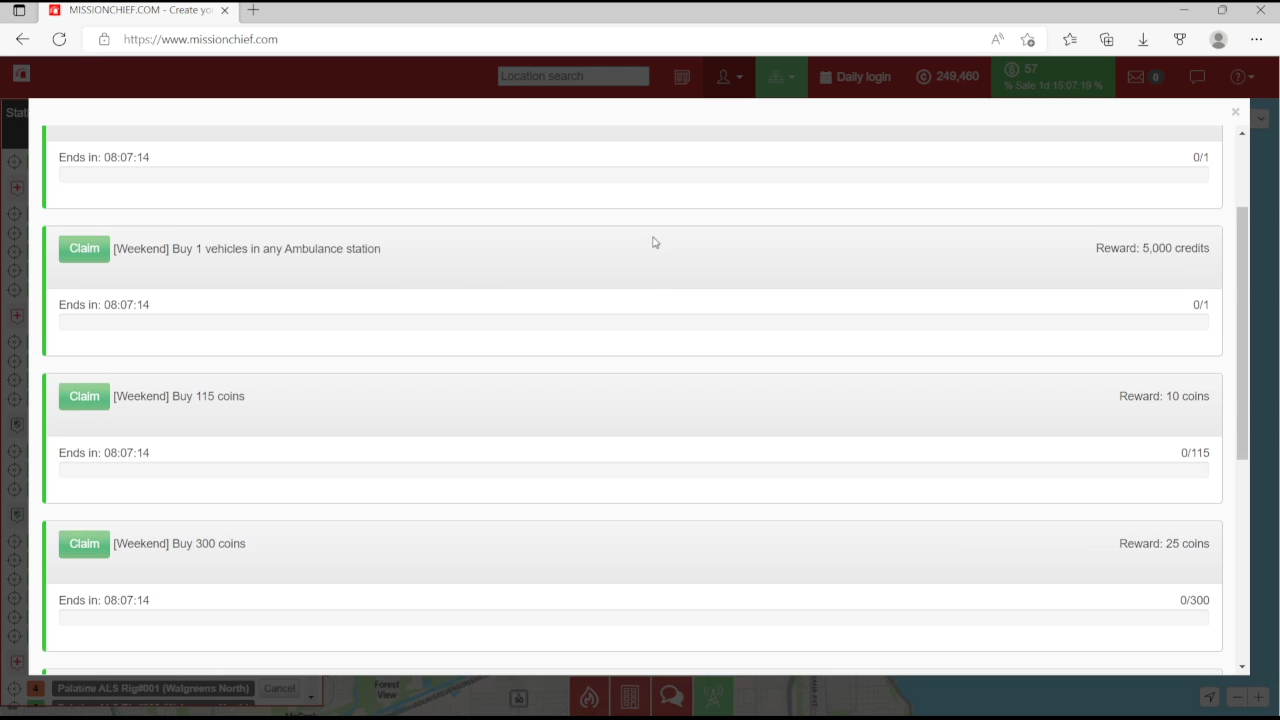 MISSIONCHIEF.COM - Create yo
https://www.missionchief.com
Location search
Daily login
249,460
57
% Sale 1d 15:07:19 %
0
Stati
Ends in: 08:07:14
0/1
Claim
[Weekend] Buy 1 vehicles in any Ambulance station
Reward: 5,000 credits
Ends in: 08:07:14
0/1
Claim
[Weekend] Buy 115 coins
Reward: 10 coins
Ends in: 08:07:14
0/115
Claim
[Weekend] Buy 300 coins
Reward: 25 coins
Ends in: 08:07:14
0/300
4
Palatine ALS Rig#001 (Walgreens North)
Cancel
Forest
View